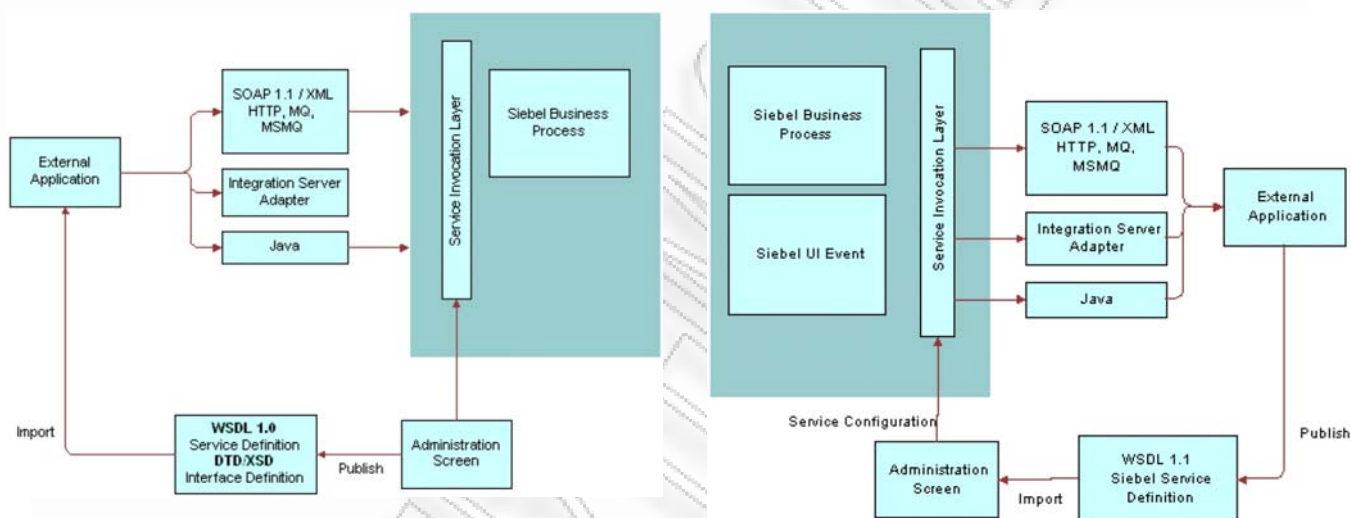 SOAP 1.1 / XML
HTTP, MQ,
MSMQ
External
Application
Integration Server
Adapter
Java
Service Invocation Layer
Siebel Business
Process
Import
WSDL 1.0
Service Definition
DTD/XSD
Interface Definition
Publish
Administration
Screen
Siebel Business
Process
Siebel UI Event
Service Invocation Layer
SOAP 1.1 / XML
HTTP, MQ,
MSMQ
Integration Server
Adapter
Java
External
Application
Service Configuration
Publish
Administration
Screen
Import
WSDL 1.1
Siebel Service
Definition